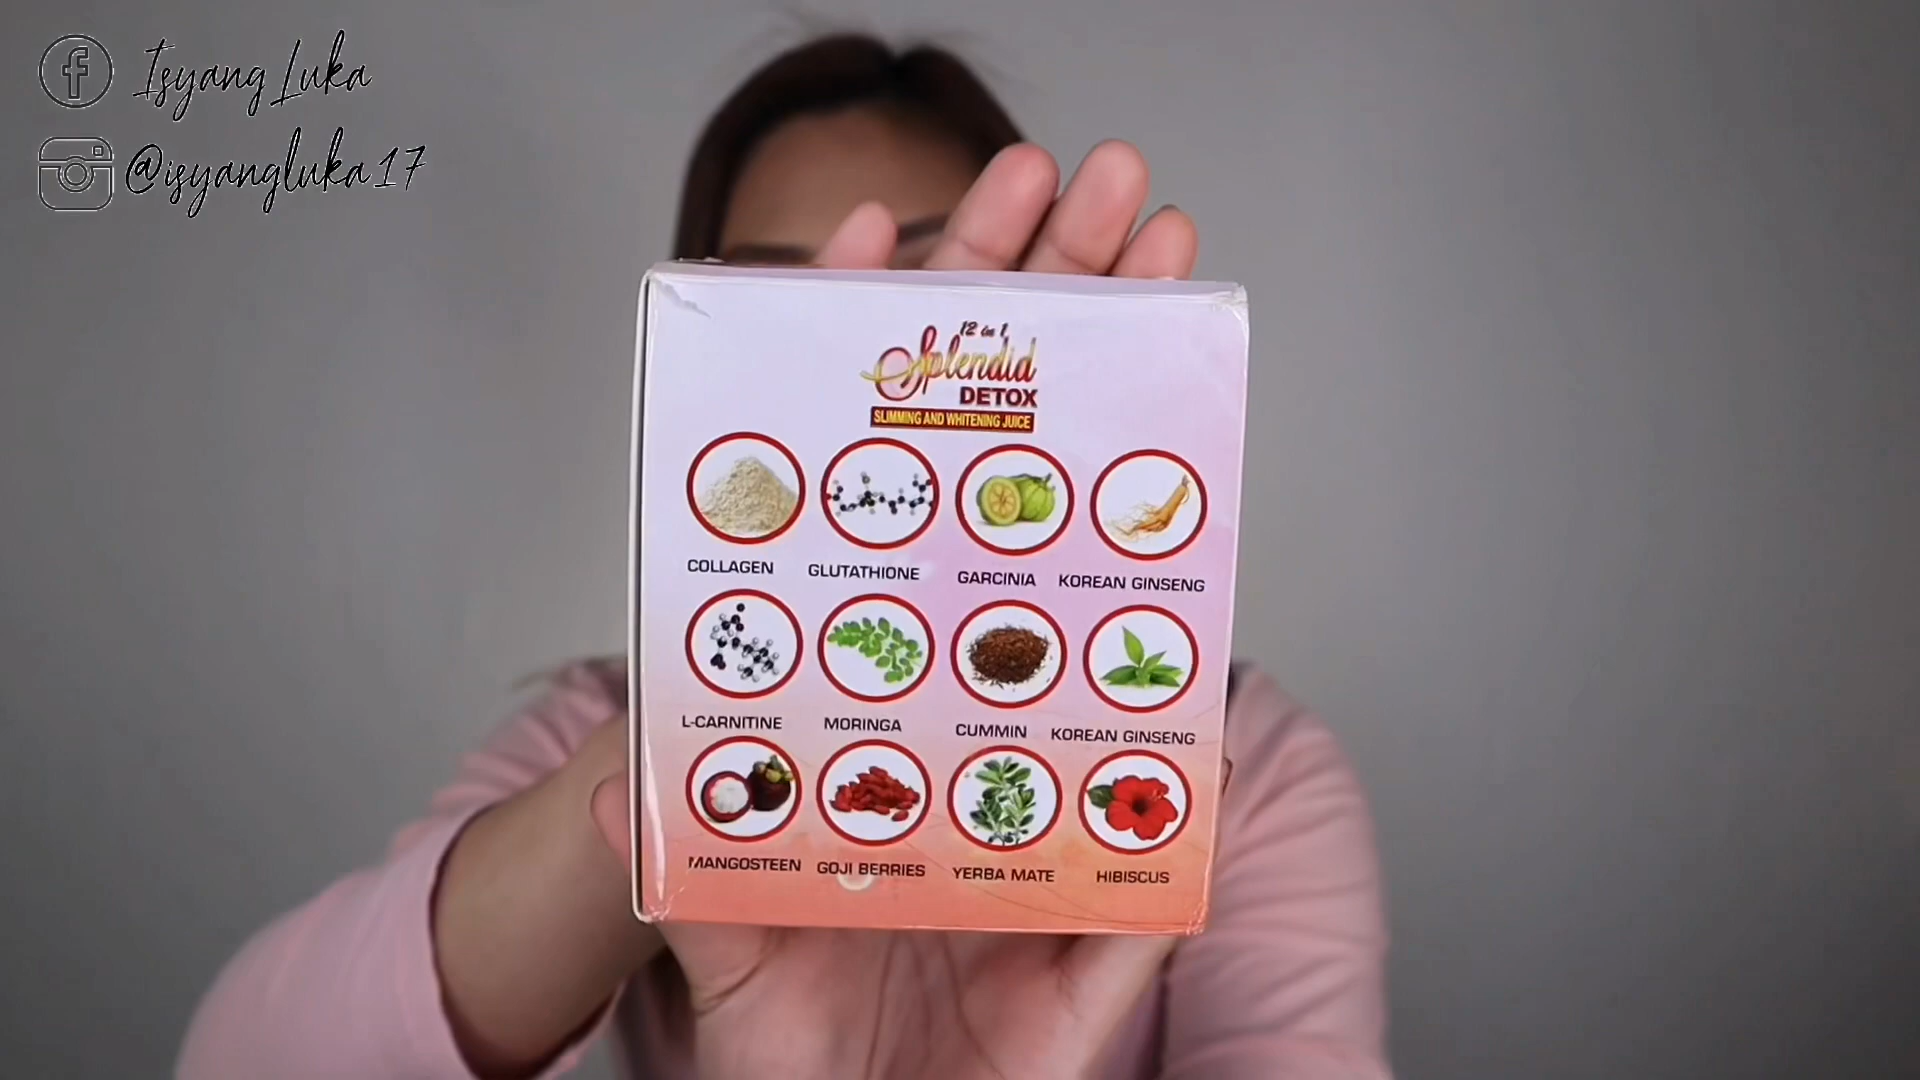 Isyang Luka
@isyangluka17
12 in 1
Splendid
DETOX
SLIMMING AND WHITENING JUICE
COLLAGEN GLUTATHIONE GARCINIA KOREAN GINSENG
L-CARNITINE MORINGA CUMMIN KOREAN GINSENG
MANGOSTEEN GOJI BERRIES YERBA MATE HIBISCUS